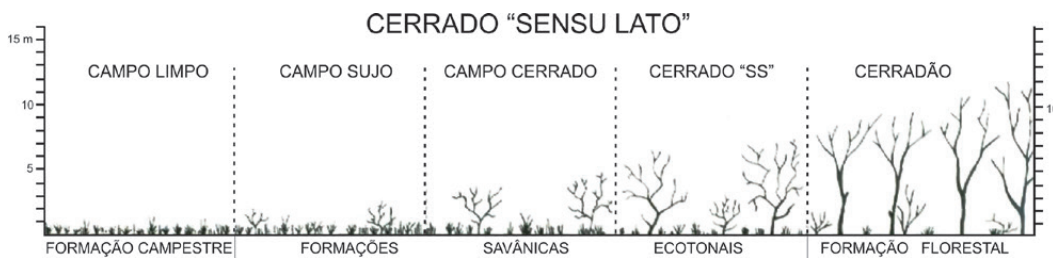 CERRADO “SENSU LATO”
15 m
CAMPO LIMPO
CAMPO SUJO
CAMPO CERRADO
CERRADO “SS”
CERRADÃO
10
5
FORMAÇÃO CAMPESTRE
FORMAÇÕES
SAVÂNICAS
ECOTONAIS
FORMAÇÃO FLORESTAL